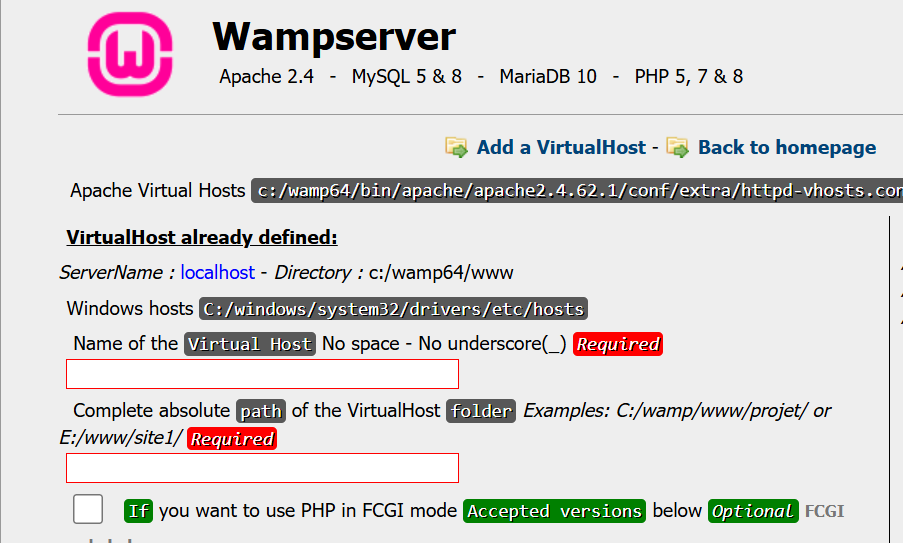 Wampserver
Apache 2.4 - MySQL 5 & 8 - MariaDB 10 - PHP 5, 7 & 8
Add a VirtualHost - Back to homepage
Apache Virtual Hosts c:/wamp64/bin/apache/apache2.4.62.1/conf/extra/httpd-vhosts.con
VirtualHost already defined:
ServerName : localhost - Directory : c:/wamp64/www
Windows hosts C:/windows/system32/drivers/etc/hosts
Name of the Virtual Host No space - No underscore(_) Required
Complete absolute path of the VirtualHost folder Examples: C:/wamp/www/projet/ or
E:/www/site1/ Required
If you want to use PHP in FCGI mode Accepted versions below Optional FCGI